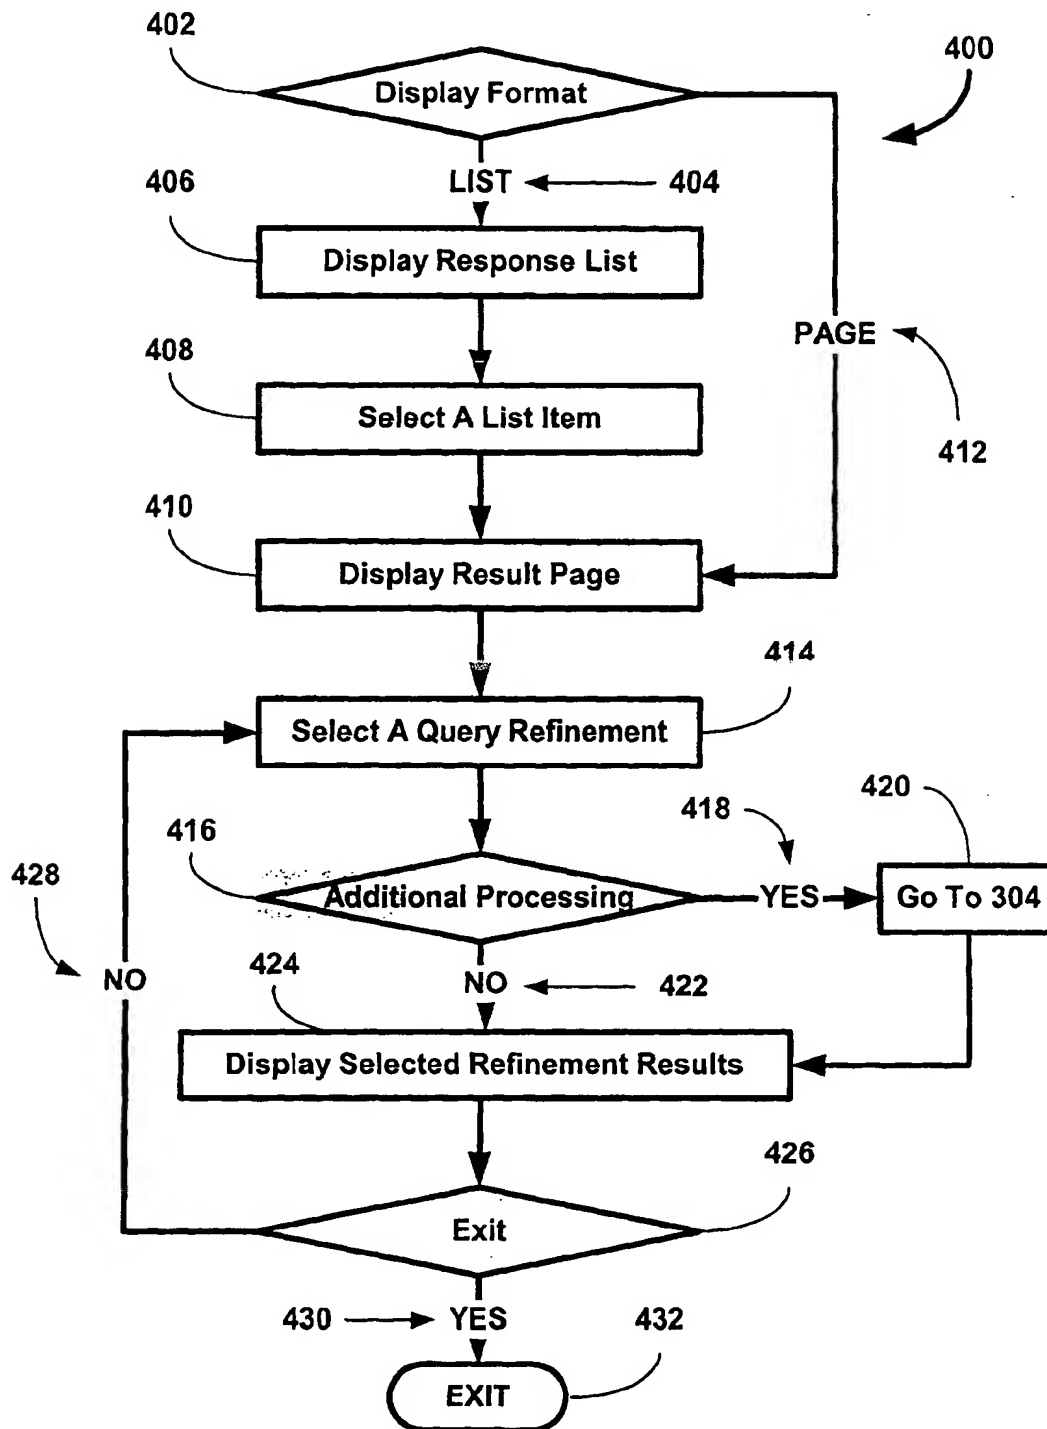 402
Display Format
400
LIST
404
406
Display Response List
PAGE
408
Select A List Item
412
410
Display Result Page
414
Select A Query Refinement
418
420
416
Additional Processing
YES
Go To 304
428
NO
424
NO
422
Display Selected Refinement Results
426
Exit
430
YES
432
EXIT